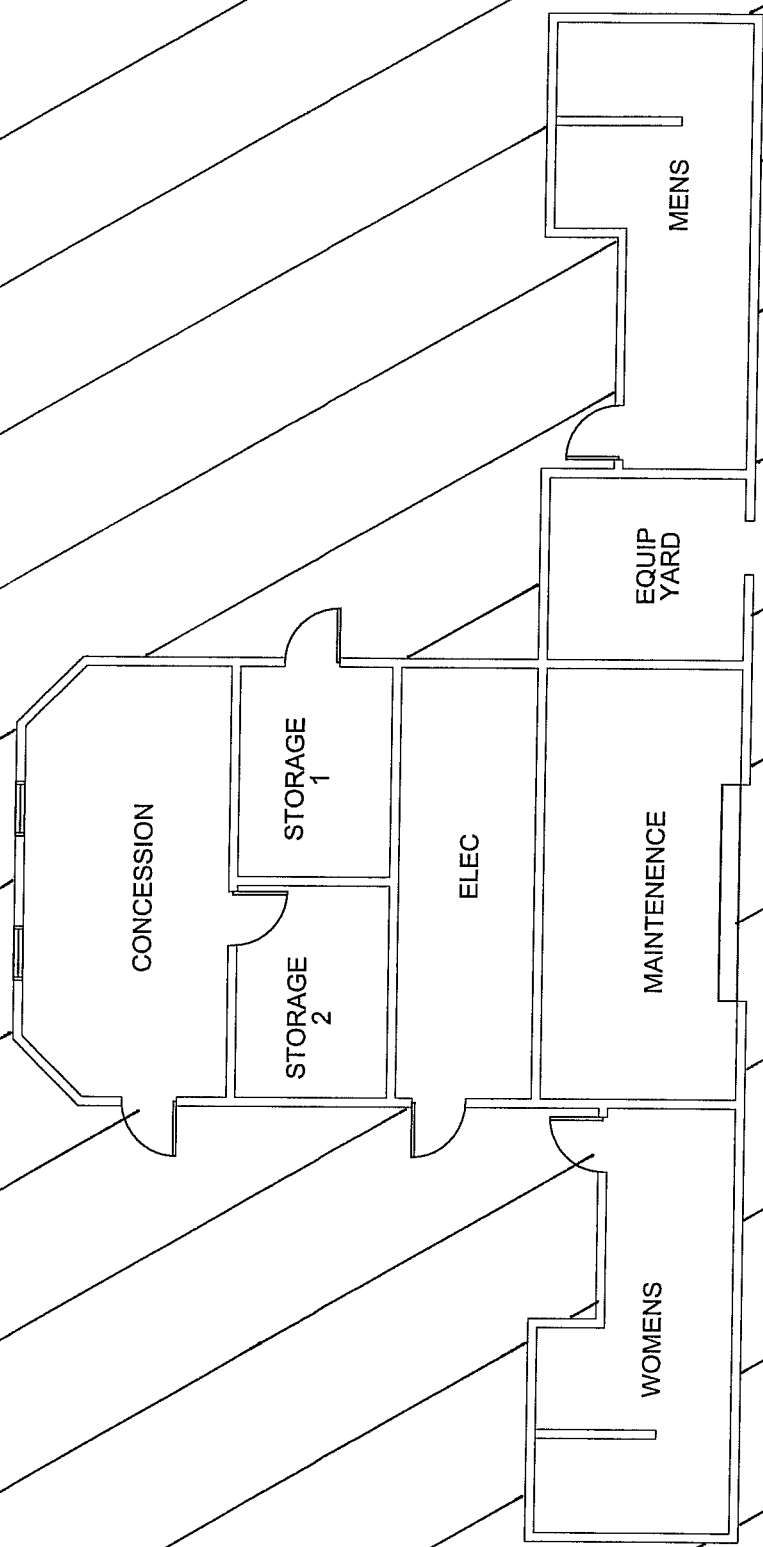 CONCESSION
STORAGE
2
STORAGE
1
ELEC
WOMENS
MAINTENENCE
EQUIP
YARD
MENS